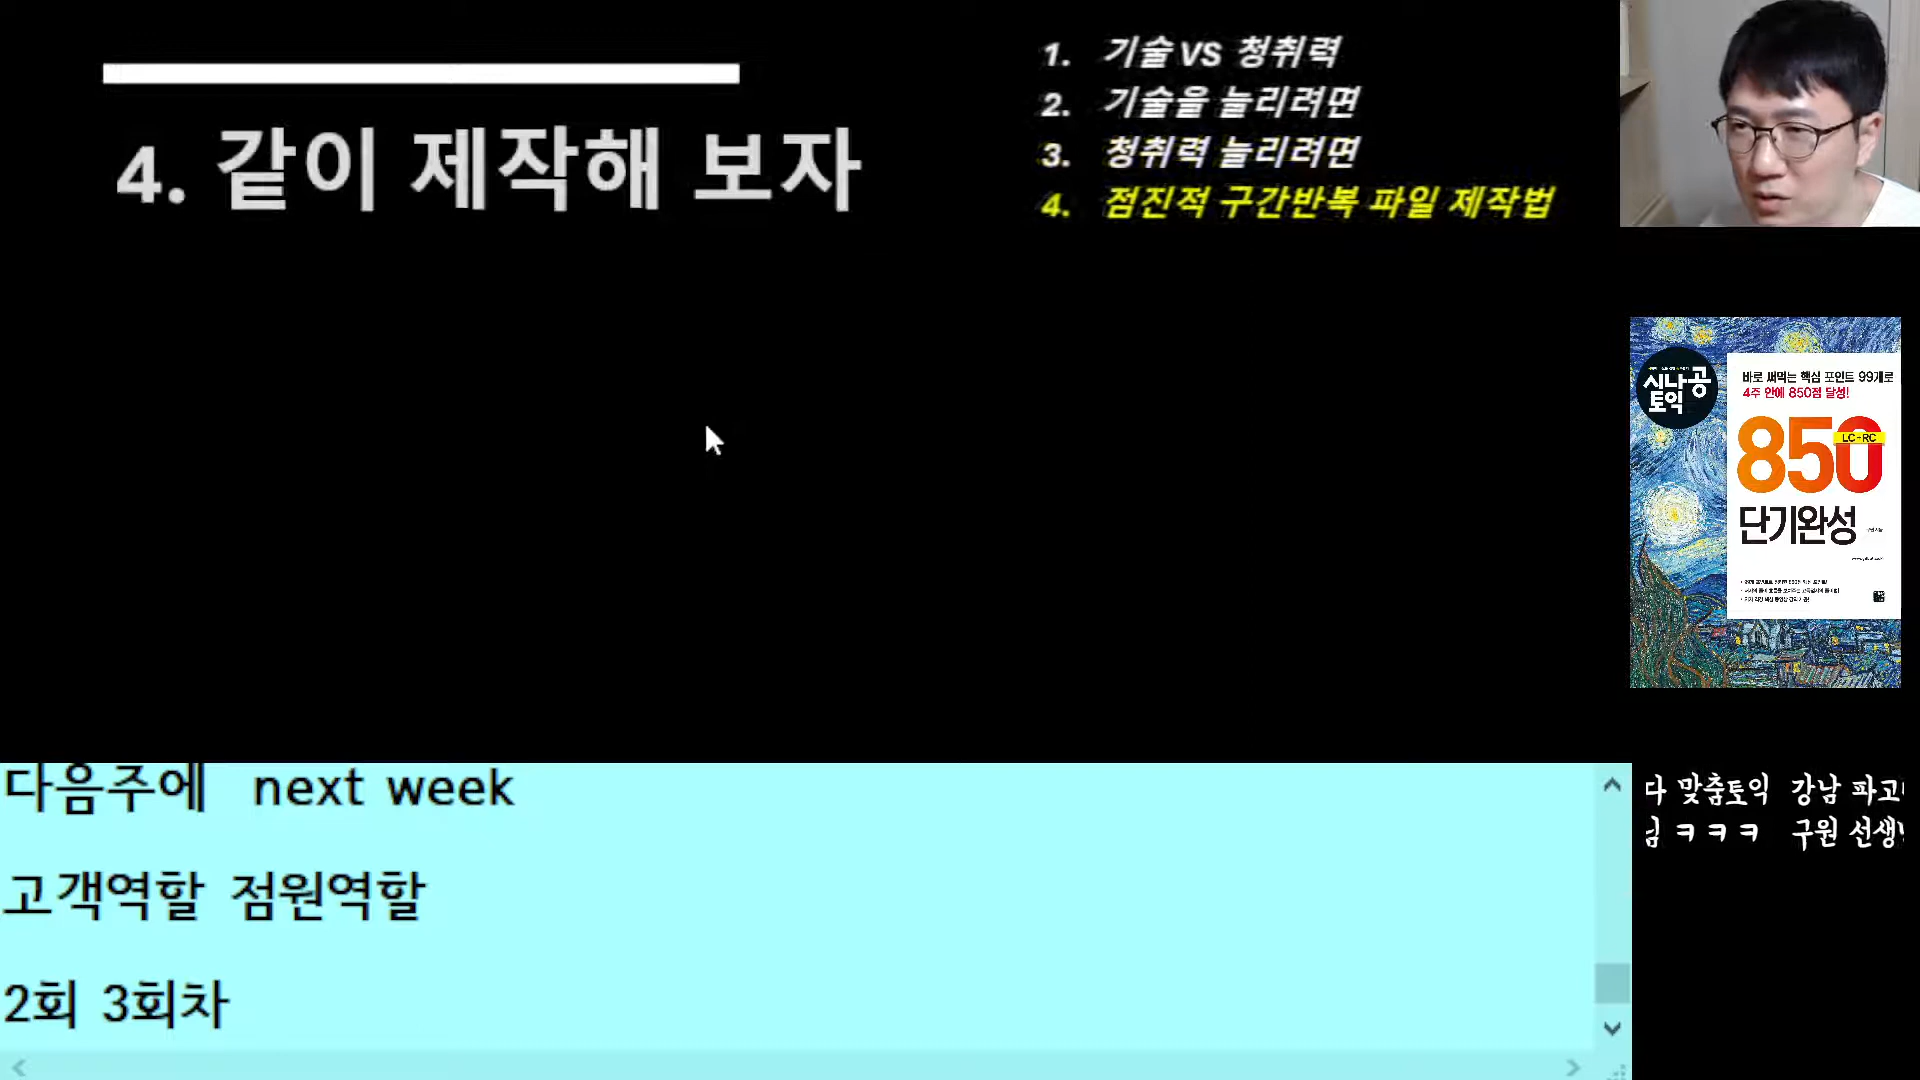 4. 같이 제작해 보자
1. 기술 VS 청취력
2. 기술을 늘리려면
3. 청취력 늘리려면
4. 점진적 구간반복 파일 제작법
시나공
토익
바로 써먹는 핵심 포인트 99개로
4주 안에 850점 달성!
850
LC+RC
단기완성
다음주에 next week
고객역할 점원역할
2회 3회차
다 맞춤토익 강남 파고
님 ㅋㅋㅋ 구원 선생